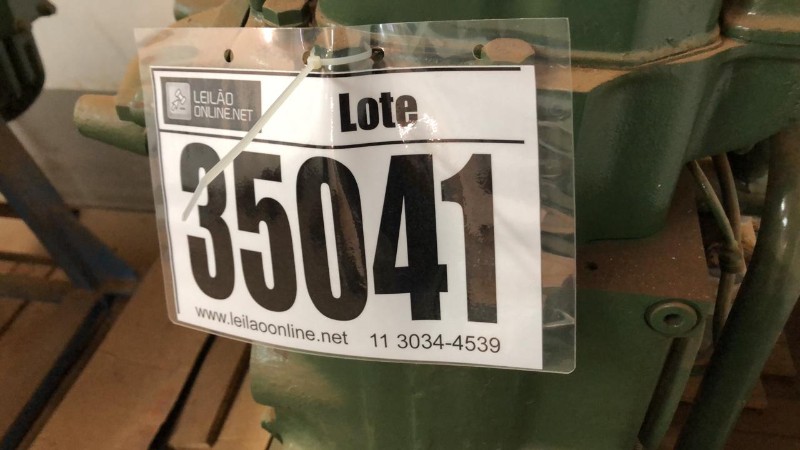 LEILÃO
ONLINE.NET
Lote
35041
www.leilaoonline.net 11 3034-4539